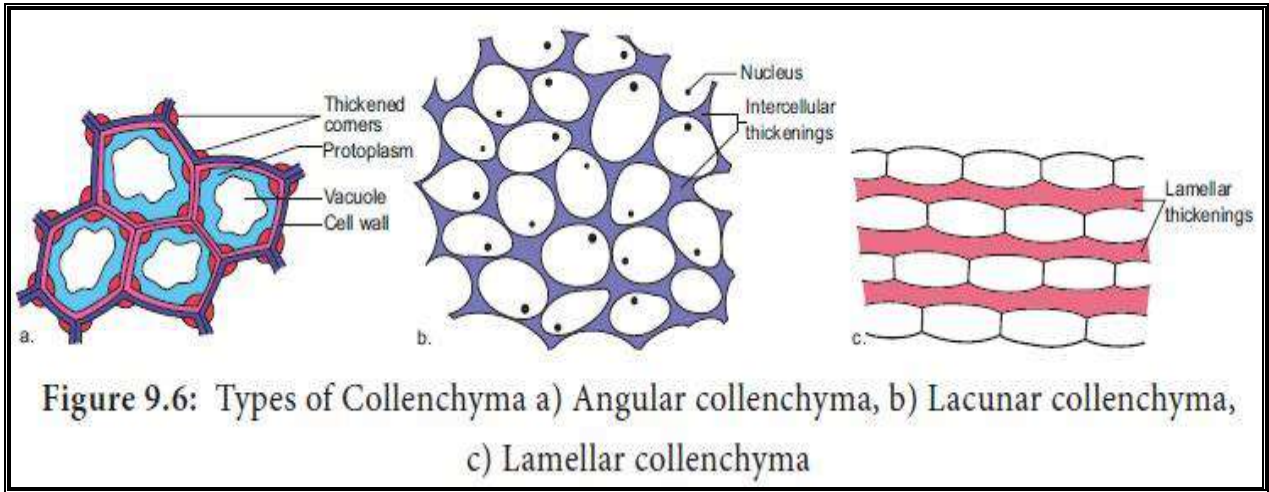 Thickened
corners
Protoplasm
Vacuole
Cell wall
a.
Nucleus
Intercellular
thickenings
b.
Lamellar
thickenings
c.
Figure 9.6: Types of Collenchyma a) Angular collenchyma, b) Lacunar collenchyma,
c) Lamellar collenchyma